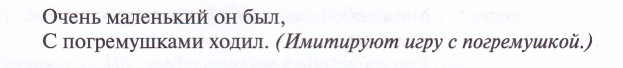 Очень маленький он был,
С погремушками ходил. (Имитируют игру с погремушкой.)